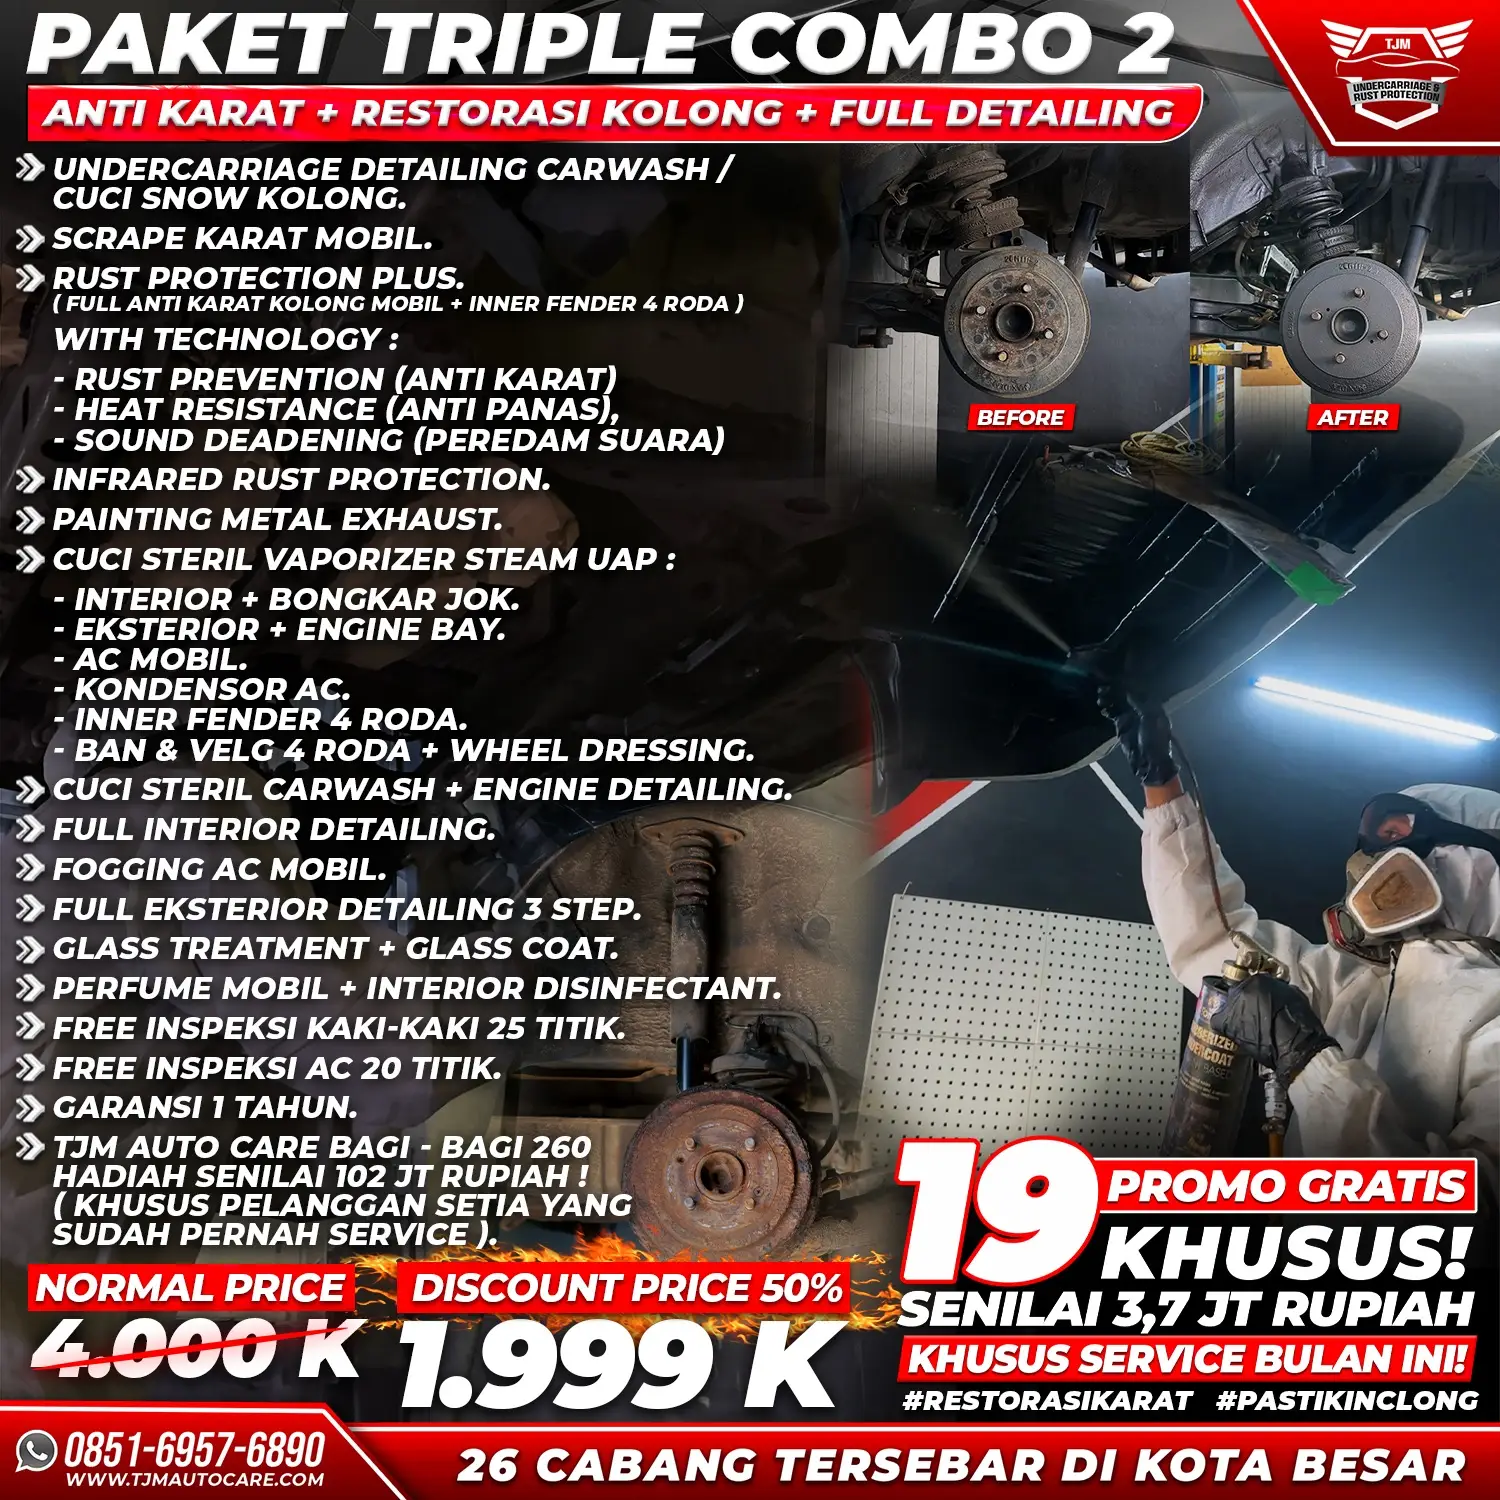 PAKET TRIPLE COMBO 2
ANTI KARAT + RESTORASI KOLONG + FULL DETAILING
TJM
UNDERCARRIAGE &
RUST PROTECTION
UNDERCARRIAGE DETAILING CARWASH /
CUCI SNOW KOLONG.
SCRAPE KARAT MOBIL.
RUST PROTECTION PLUS.
( FULL ANTI KARAT KOLONG MOBIL + INNER FENDER 4 RODA )
WITH TECHNOLOGY :
- RUST PREVENTION (ANTI KARAT)
- HEAT RESISTANCE (ANTI PANAS),
- SOUND DEADENING (PEREDAM SUARA)
INFRARED RUST PROTECTION.
PAINTING METAL EXHAUST.
CUCI STERIL VAPORIZER STEAM UAP :
- INTERIOR + BONGKAR JOK.
- EKSTERIOR + ENGINE BAY.
- AC MOBIL.
- KONDENSOR AC.
- INNER FENDER 4 RODA.
- BAN & VELG 4 RODA + WHEEL DRESSING.
CUCI STERIL CARWASH + ENGINE DETAILING.
FULL INTERIOR DETAILING.
FOGGING AC MOBIL.
FULL EKSTERIOR DETAILING 3 STEP.
GLASS TREATMENT + GLASS COAT.
PERFUME MOBIL + INTERIOR DISINFECTANT.
FREE INSPEKSI KAKI-KAKI 25 TITIK.
FREE INSPEKSI AC 20 TITIK.
GARANSI 1 TAHUN.
TJM AUTO CARE BAGI - BAGI 260
HADIAH SENILAI 102 JT RUPIAH !
( KHUSUS PELANGGAN SETIA YANG
SUDAH PERNAH SERVICE ).
BEFORE
AFTER
NORMAL PRICE
4.000 K
DISCOUNT PRICE 50%
1.999 K
19 PROMO GRATIS
KHUSUS!
SENILAI 3,7 JT RUPIAH
KHUSUS SERVICE BULAN INI!
#RESTORASIKARAT #PASTIKINCLONG
0851-6957-6890
WWW.TJMAUTOCARE.COM
26 CABANG TERSEBAR DI KOTA BESAR